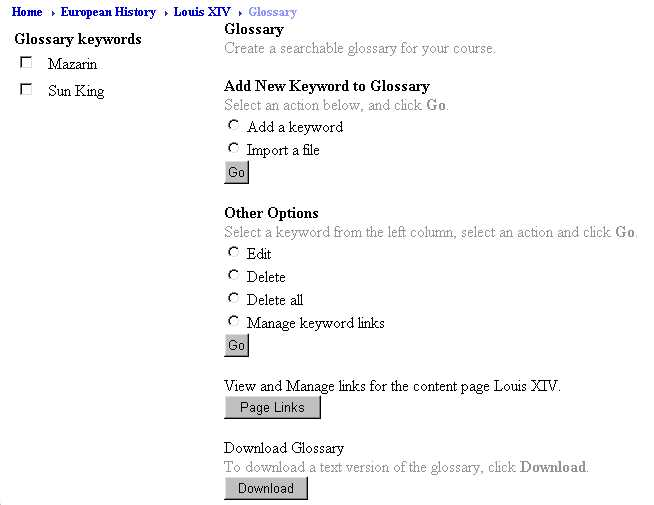 Home › European History › Louis XIV › Glossary
Glossary keywords
Mazarin
Sun King
Glossary
Create a searchable glossary for your course.
Add New Keyword to Glossary
Select an action below, and click Go.
Add a keyword
Import a file
Go
Other Options
Select a keyword from the left column, select an action and click Go.
Edit
Delete
Delete all
Manage keyword links
Go
View and Manage links for the content page Louis XIV.
Page Links
Download Glossary
To download a text version of the glossary, click Download.
Download